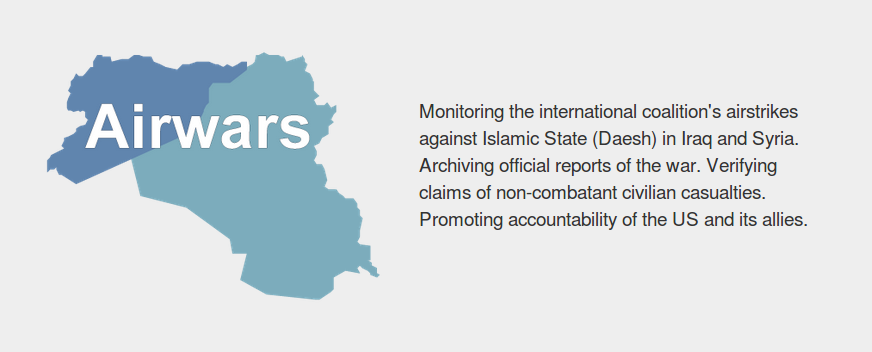 Airwars
Monitoring the international coalition's airstrikes
against Islamic State (Daesh) in Iraq and Syria.
Archiving official reports of the war. Verifying
claims of non-combatant civilian casualties.
Promoting accountability of the US and its allies.